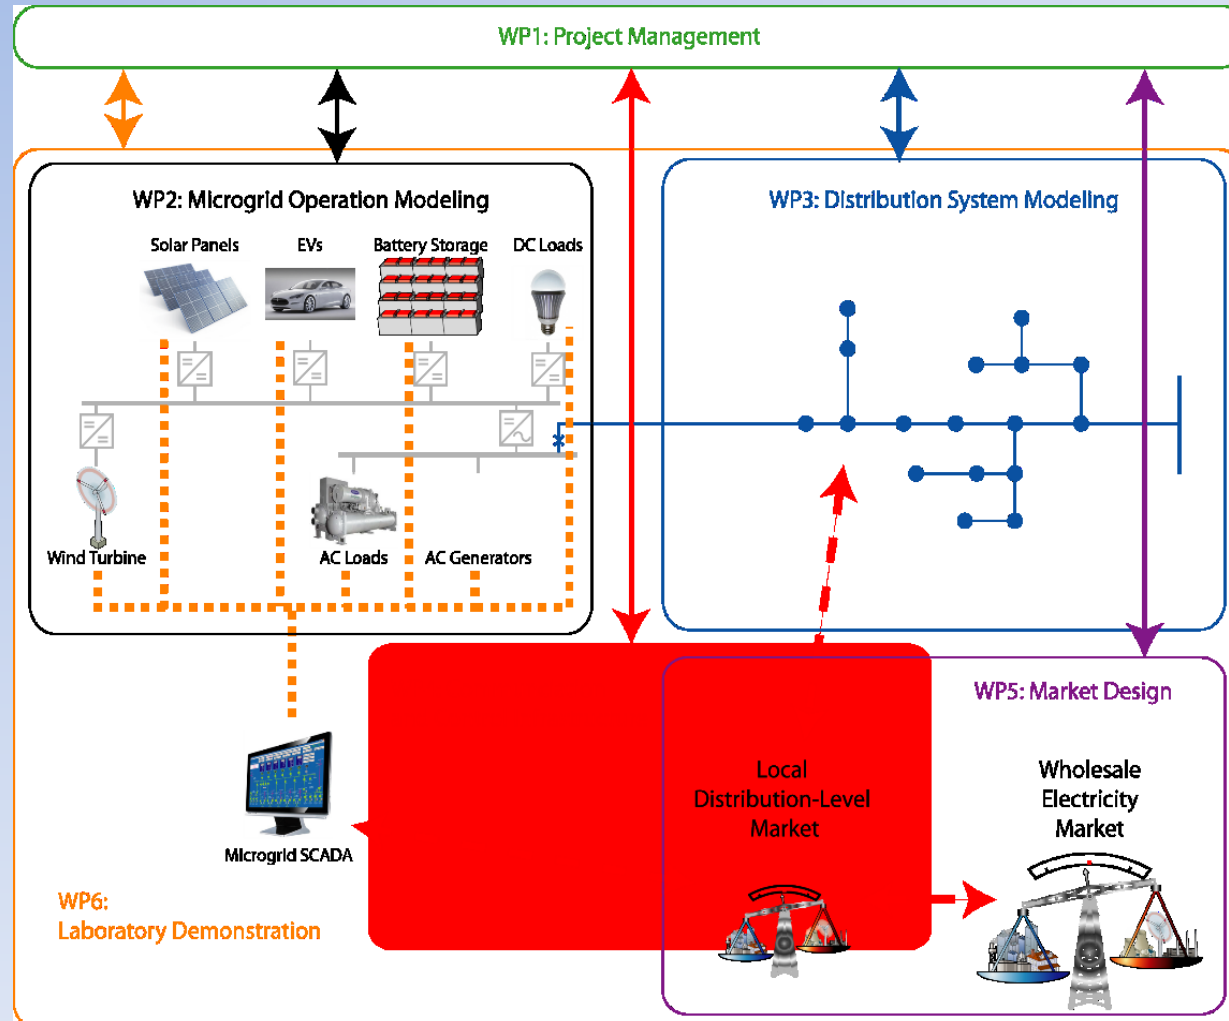 WP1: Project Management
WP2: Microgrid Operation Modeling
Solar Panels
EVs
Battery Storage
DC Loads
Wind Turbine
AC Loads
AC Generators
WP3: Distribution System Modeling
WP5: Market Design
Local
Distribution-Level
Market
Wholesale
Electricity
Market
Microgrid SCADA
WP6:
Laboratory Demonstration